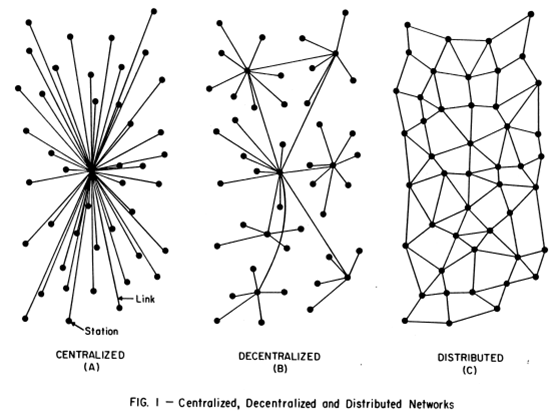 Link
Station
CENTRALIZED
(A)
DECENTRALIZED
(B)
DISTRIBUTED
(C)
FIG. I — Centralized, Decentralized and Distributed Networks